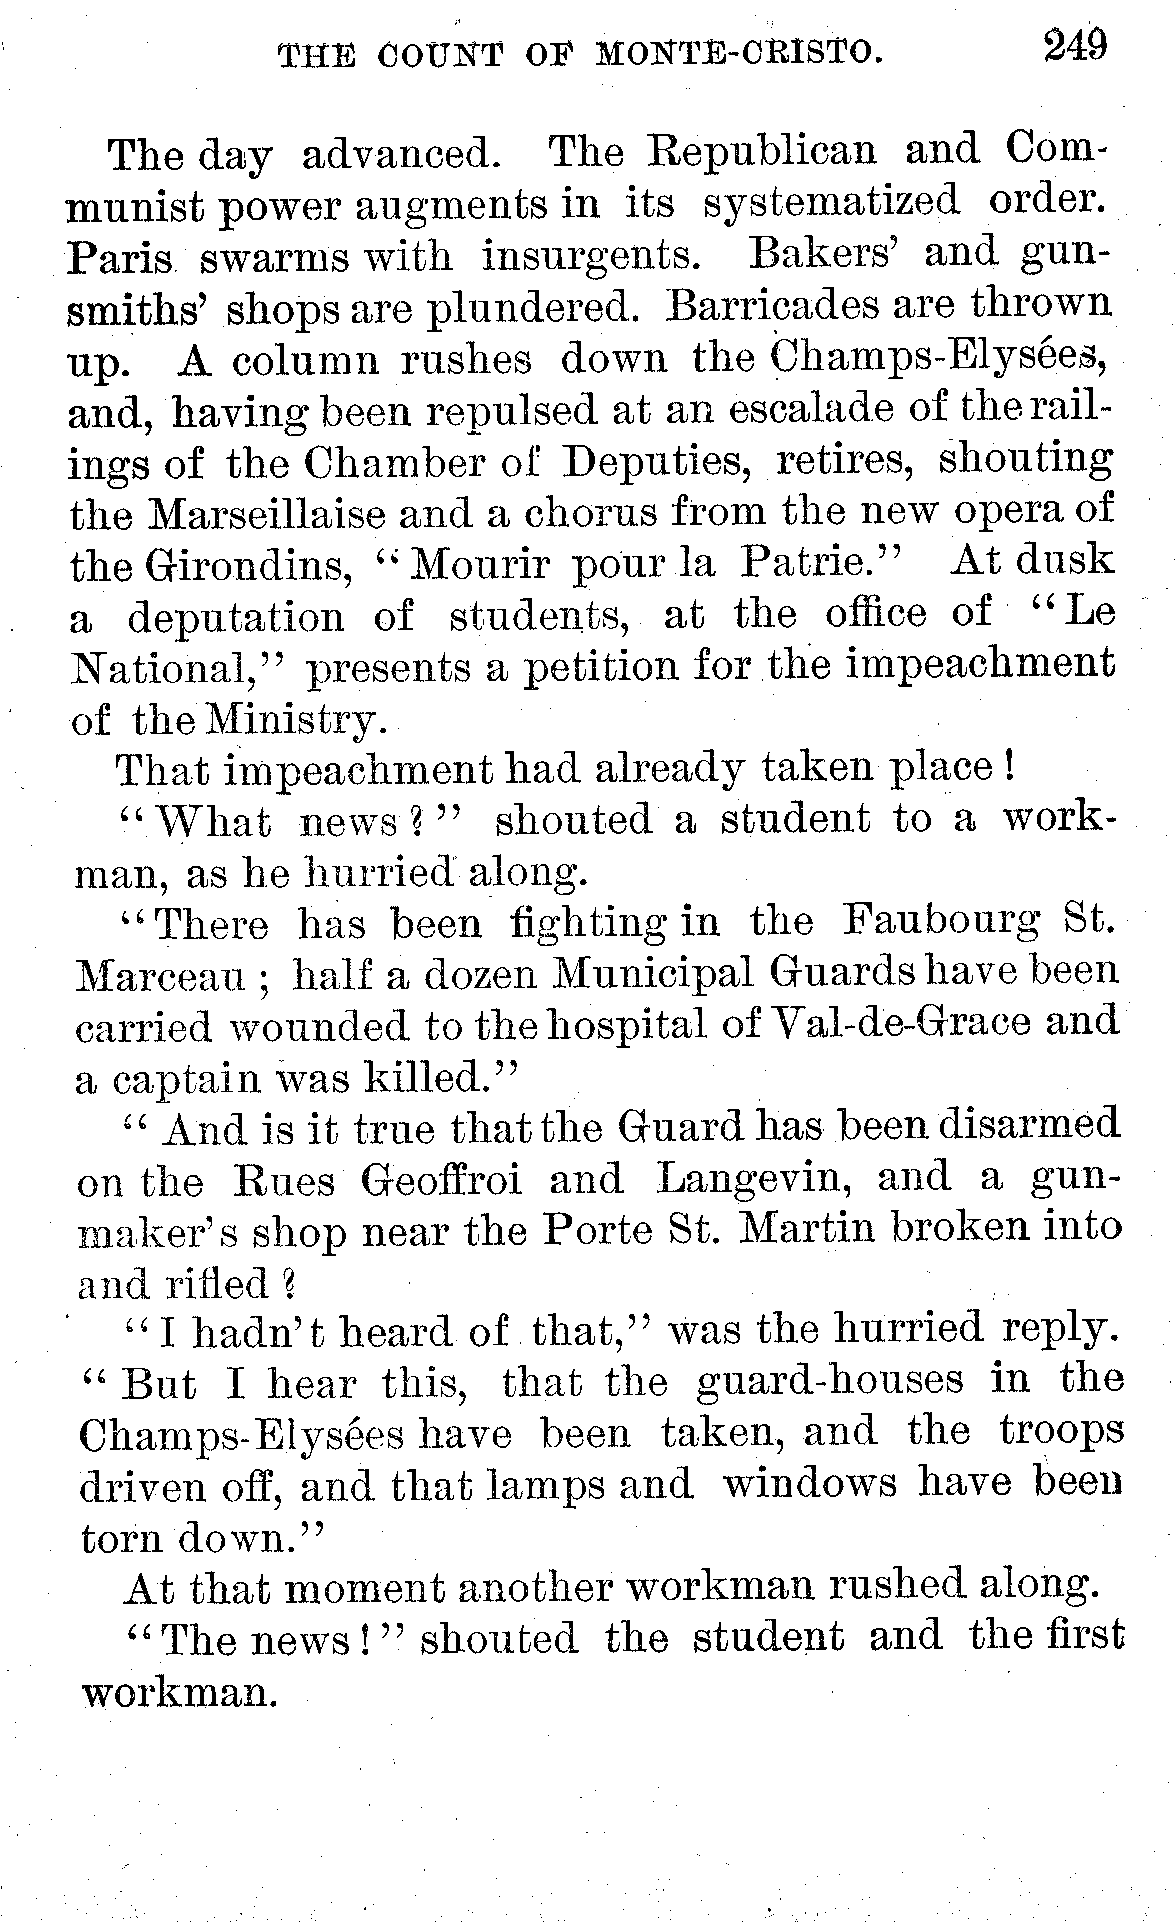 THE COUNT OF MONTE-CRISTO. 249
The day advanced. The Republican and Com-
munist power augments in its systematized order.
Paris swarms with insurgents. Bakers' and gun-
smiths' shops are plundered. Barricades are thrown
up. A column rushes down the Champs-Elysées,
and, having been repulsed at an escalade of the rail-
ings of the Chamber of Deputies, retires, shouting
the Marseillaise and a chorus from the new opera of
the Girondins, "Mourir pour la Patrie." At dusk
a deputation of students, at the office of "Le
National," presents a petition for the impeachment
of the Ministry.
That impeachment had already taken place!
"What news?" shouted a student to a work-
man, as he hurried along.
"There has been fighting in the Faubourg St.
Marceau; half a dozen Municipal Guards have been
carried wounded to the hospital of Val-de-Grace and
a captain was killed."
"And is it true that the Guard has been disarmed
on the Rues Geoffroi and Langevin, and a gun-
maker's shop near the Porte St. Martin broken into
and rifled?
"I hadn't heard of that," was the hurried reply.
"But I hear this, that the guard-houses in the
Champs-Elysées have been taken, and the troops
driven off, and that lamps and windows have been
torn down."
At that moment another workman rushed along.
"The news!" shouted the student and the first
workman.